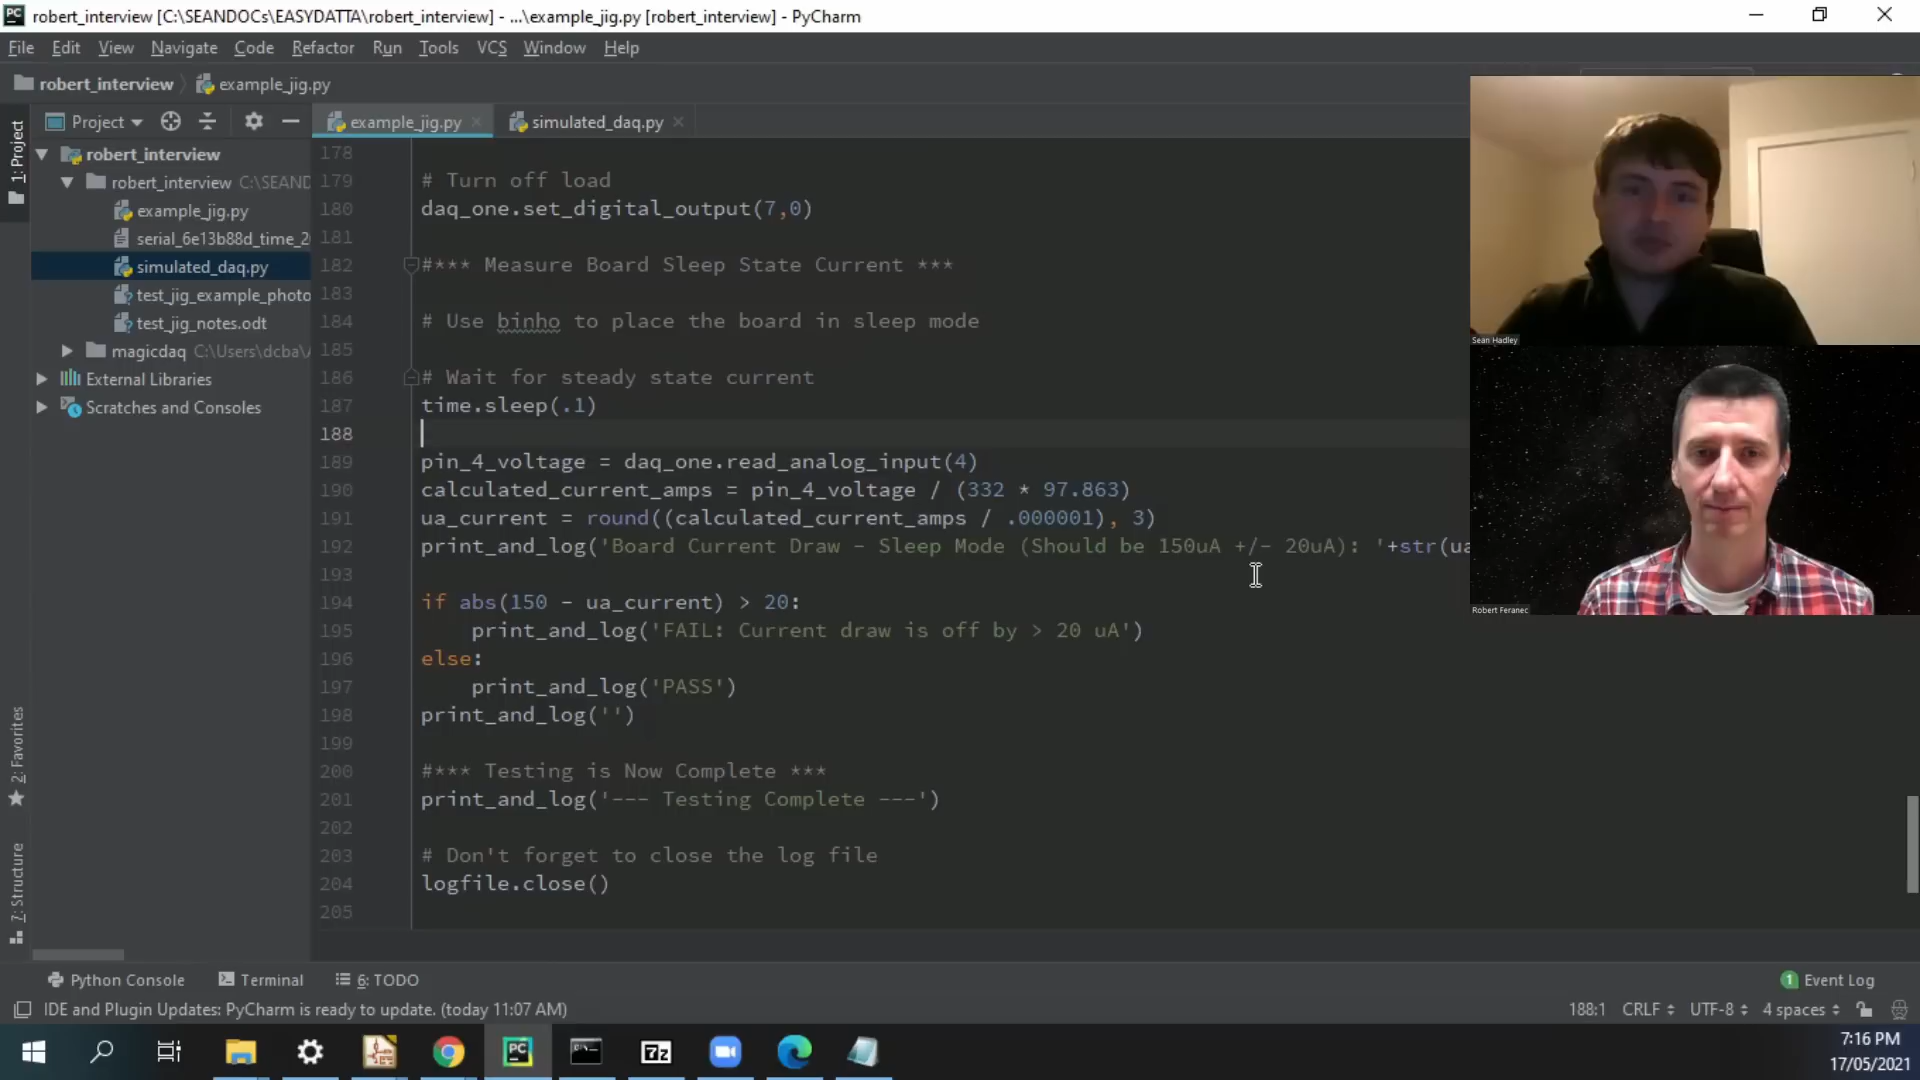 robert_interview [C:\SEANDOCs\EASYDATTA\robert_interview] - ...\example_jig.py [robert_interview] - PyCharm
File Edit View Navigate Code Refactor Run Tools VCS Window Help
robert_interview example_jig.py
1: Project
Project
example_jig.py
simulated_daq.py
robert_interview
robert_interview C:\SEAND
example_jig.py
serial_6e13b88d_time_2
simulated_daq.py
test_jig_example_photo
test_jig_notes.odt
magicdaq C:\Users\dcba\
External Libraries
Scratches and Consoles
2: Favorites
7: Structure
178
179 # Turn off load
180 daq_one.set_digital_output(7,0)
181
182 #*** Measure Board Sleep State Current ***
183
184 # Use binho to place the board in sleep mode
185
186 # Wait for steady state current
187 time.sleep(.1)
188
189 pin_4_voltage = daq_one.read_analog_input(4)
190 calculated_current_amps = pin_4_voltage / (332 * 97.863)
191 ua_current = round((calculated_current_amps / .000001), 3)
192 print_and_log('Board Current Draw - Sleep Mode (Should be 150uA +/- 20uA): '+str(ua
193
194 if abs(150 - ua_current) > 20:
195 print_and_log('FAIL: Current draw is off by > 20 uA')
196 else:
197 print_and_log('PASS')
198 print_and_log('')
199
200 #*** Testing is Now Complete ***
201 print_and_log('--- Testing Complete ---')
202
203 # Don't forget to close the log file
204 logfile.close()
205
Sean Hadley
Robert Feranec
Python Console Terminal 6: TODO
1 Event Log
IDE and Plugin Updates: PyCharm is ready to update. (today 11:07 AM)
188:1 CRLF UTF-8 4 spaces
PC
7z
7:16 PM
17/05/2021